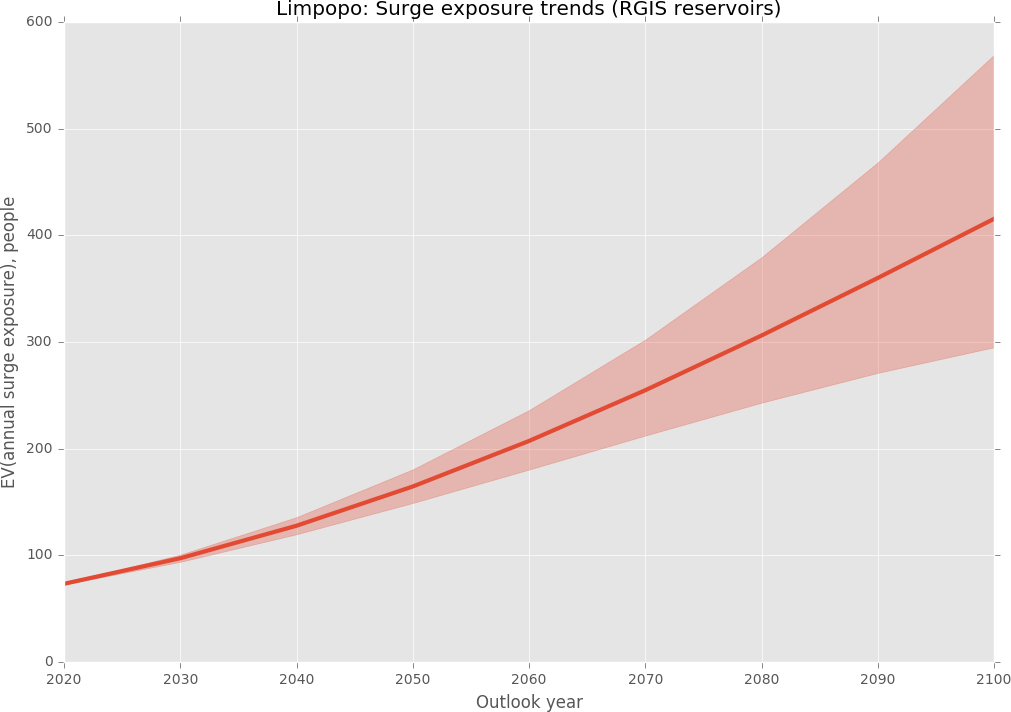 Limpopo: Surge exposure trends (RGIS reservoirs)
600
500
400
300
200
100
0
EV(annual surge exposure), people
2020 2030 2040 2050 2060 2070 2080 2090 2100
Outlook year